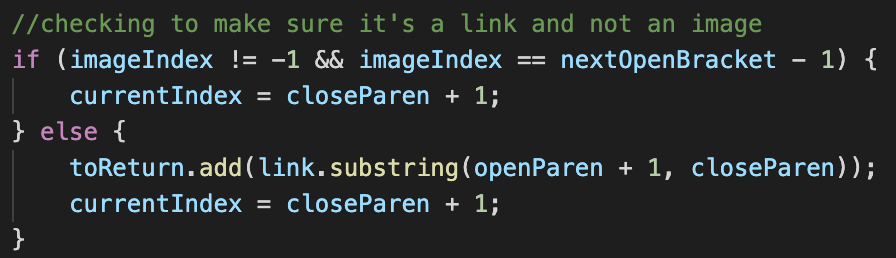 //checking to make sure it's a link and not an image
if (imageIndex != -1 && imageIndex == nextOpenBracket - 1) {
    currentIndex = closeParen + 1;
} else {
    toReturn.add(link.substring(openParen + 1, closeParen));
    currentIndex = closeParen + 1;
}